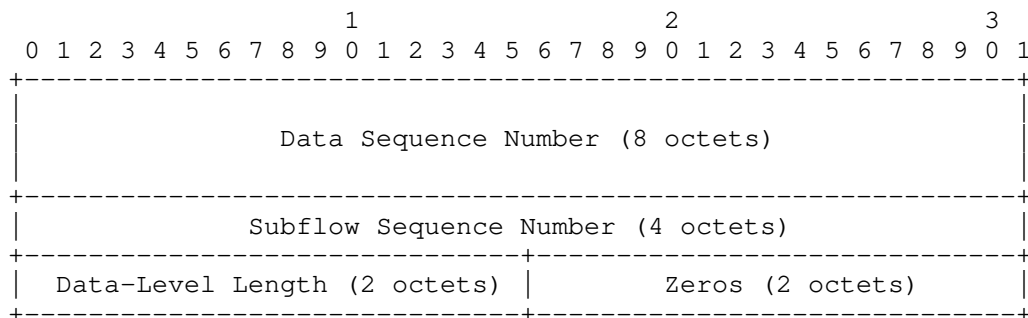 1 2 3
0 1 2 3 4 5 6 7 8 9 0 1 2 3 4 5 6 7 8 9 0 1 2 3 4 5 6 7 8 9 0 1
Data Sequence Number (8 octets)
Subflow Sequence Number (4 octets)
Data-Level Length (2 octets) Zeros (2 octets)